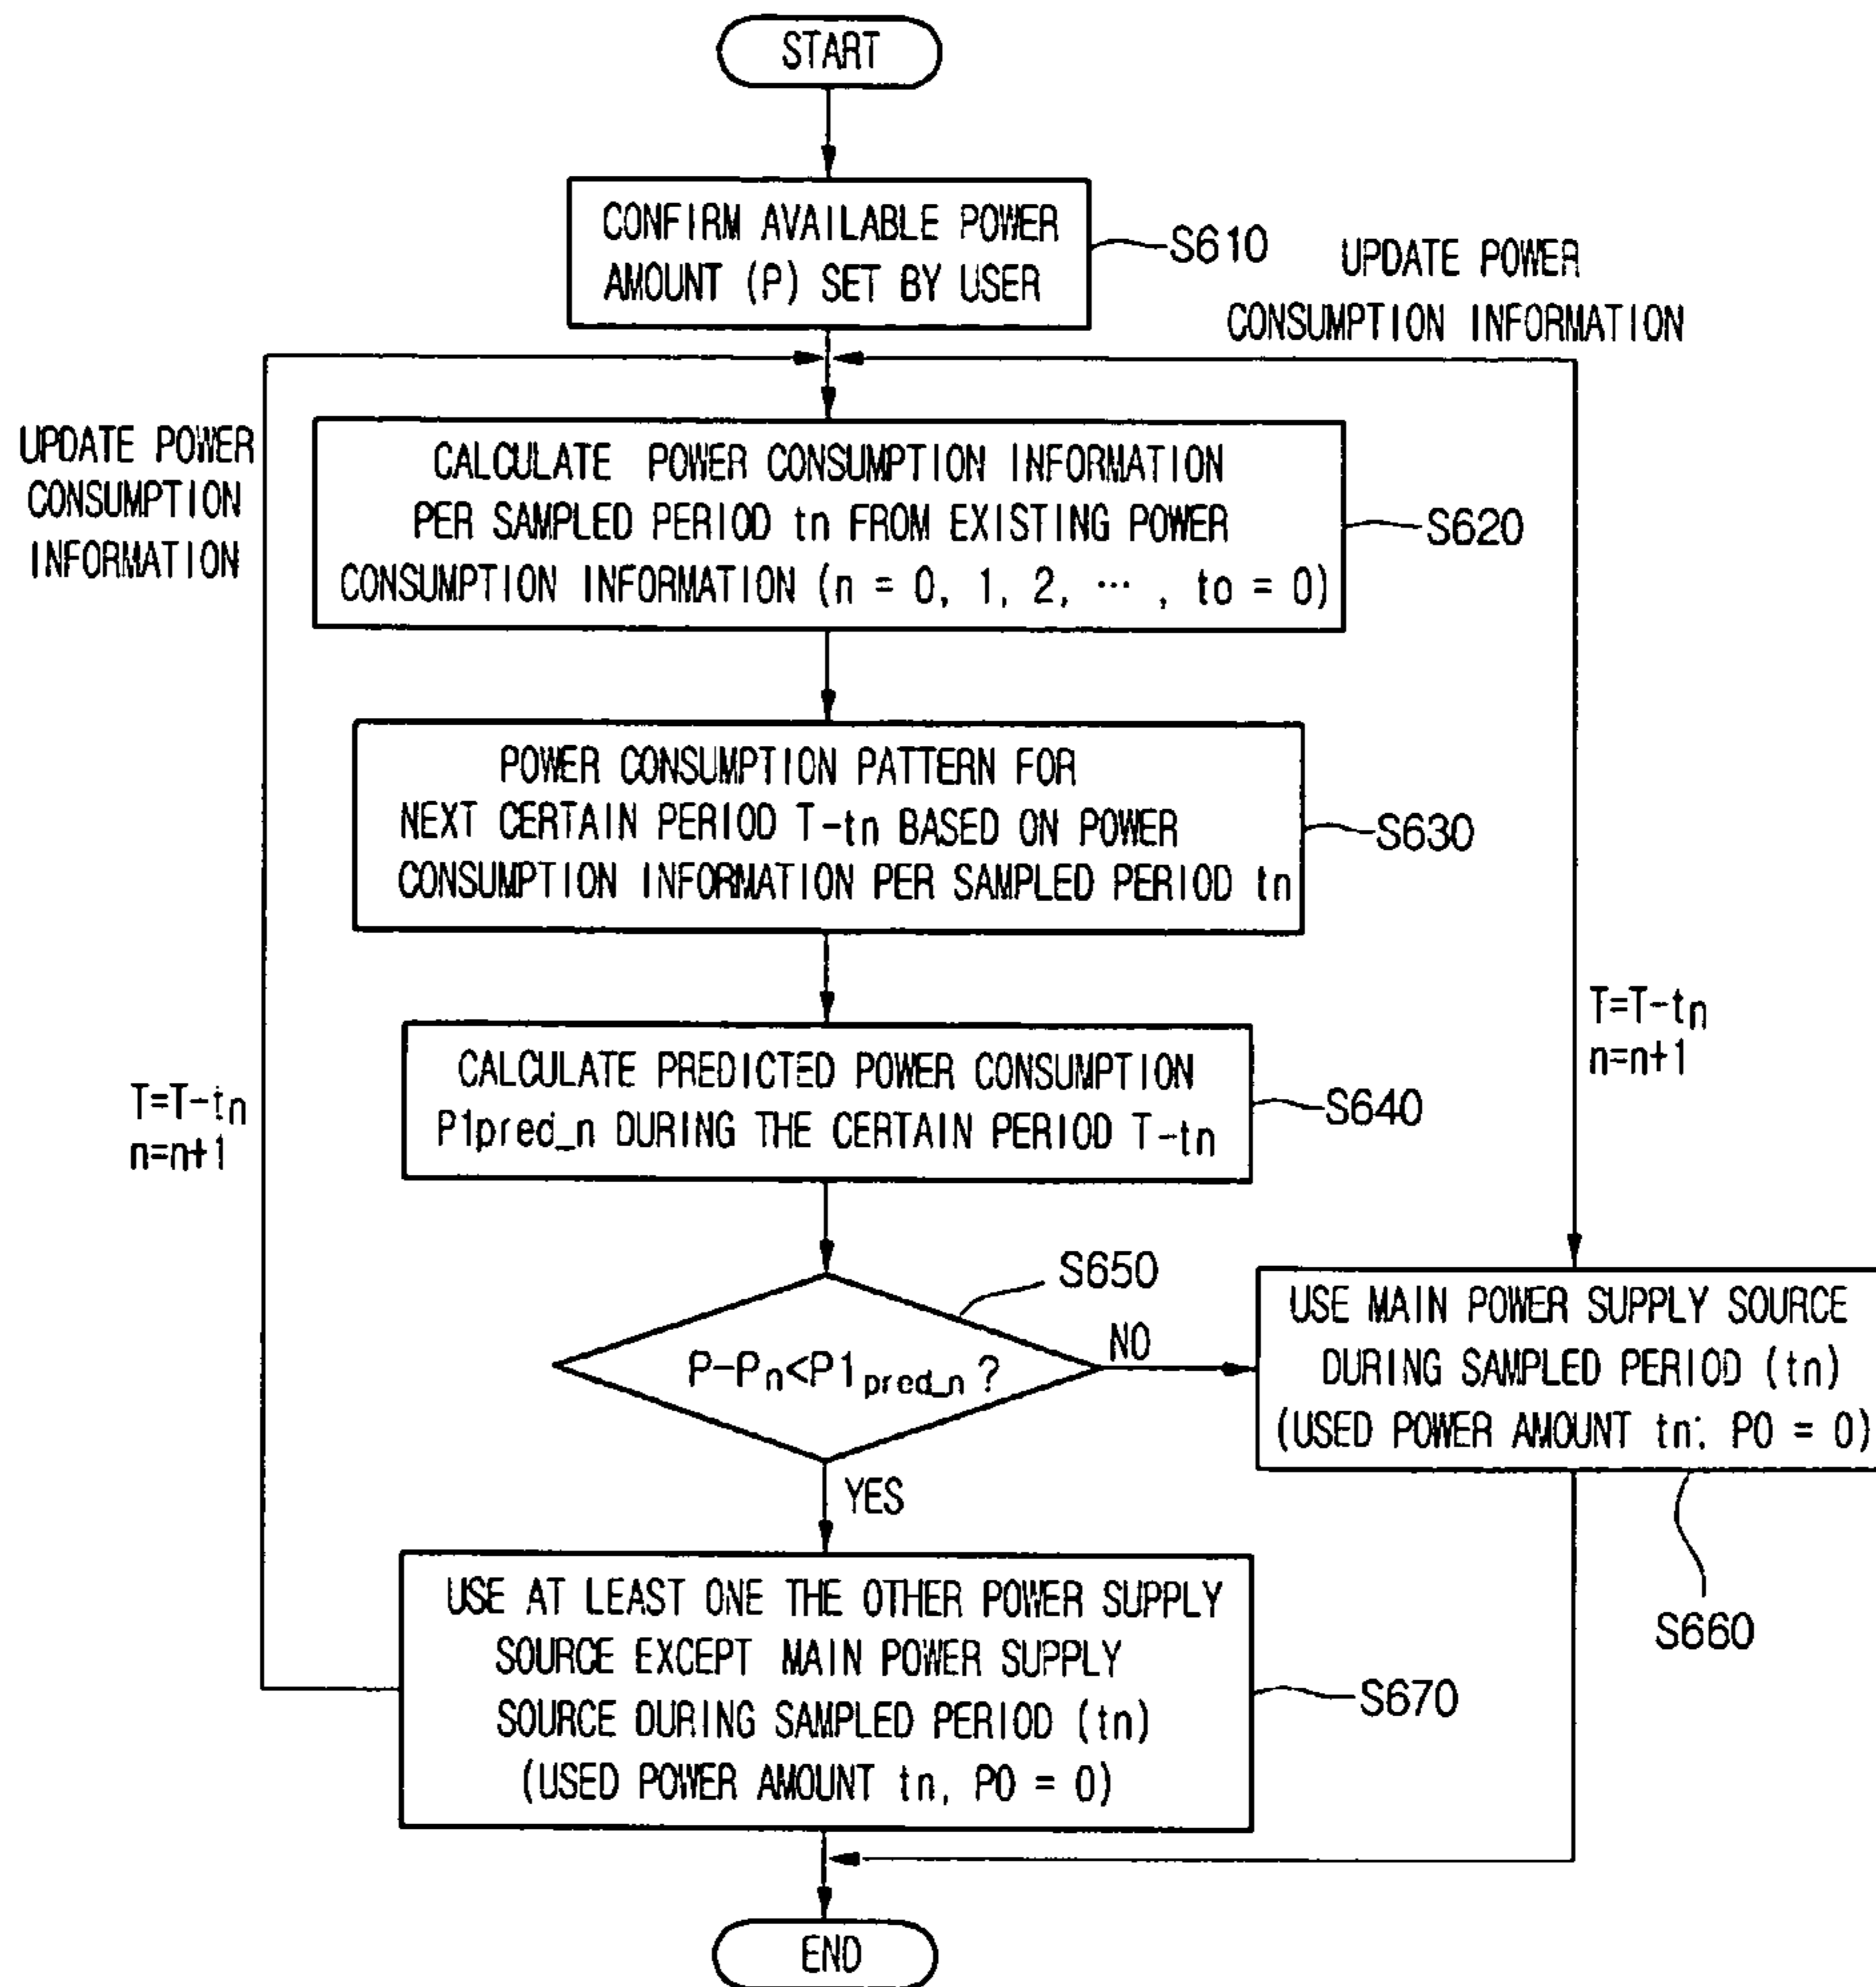 START
CONFIRM AVAILABLE POWER
AMOUNT (P) SET BY USER
S610
UPDATE POWER
CONSUMPTION INFORMATION
UPDATE POWER
CONSUMPTION
INFORMATION
CALCULATE POWER CONSUMPTION INFORMATION
PER SAMPLED PERIOD tn FROM EXISTING POWER
CONSUMPTION INFORMATION (n = 0, 1, 2, ··· , to = 0)
S620
POWER CONSUMPTION PATTERN FOR
NEXT CERTAIN PERIOD T-tn BASED ON POWER
CONSUMPTION INFORMATION PER SAMPLED PERIOD tn
S630
T=T-tn
n=n+1
CALCULATE PREDICTED POWER CONSUMPTION
P1pred_n DURING THE CERTAIN PERIOD T-tn
S640
T=T-tn
n=n+1
S650
P-Pn<P1pred_n ?
NO
YES
USE MAIN POWER SUPPLY SOURCE
DURING SAMPLED PERIOD (tn)
(USED POWER AMOUNT tn: P0 = 0)
S660
USE AT LEAST ONE THE OTHER POWER SUPPLY
SOURCE EXCEPT MAIN POWER SUPPLY
SOURCE DURING SAMPLED PERIOD (tn)
(USED POWER AMOUNT tn, P0 = 0)
S670
END